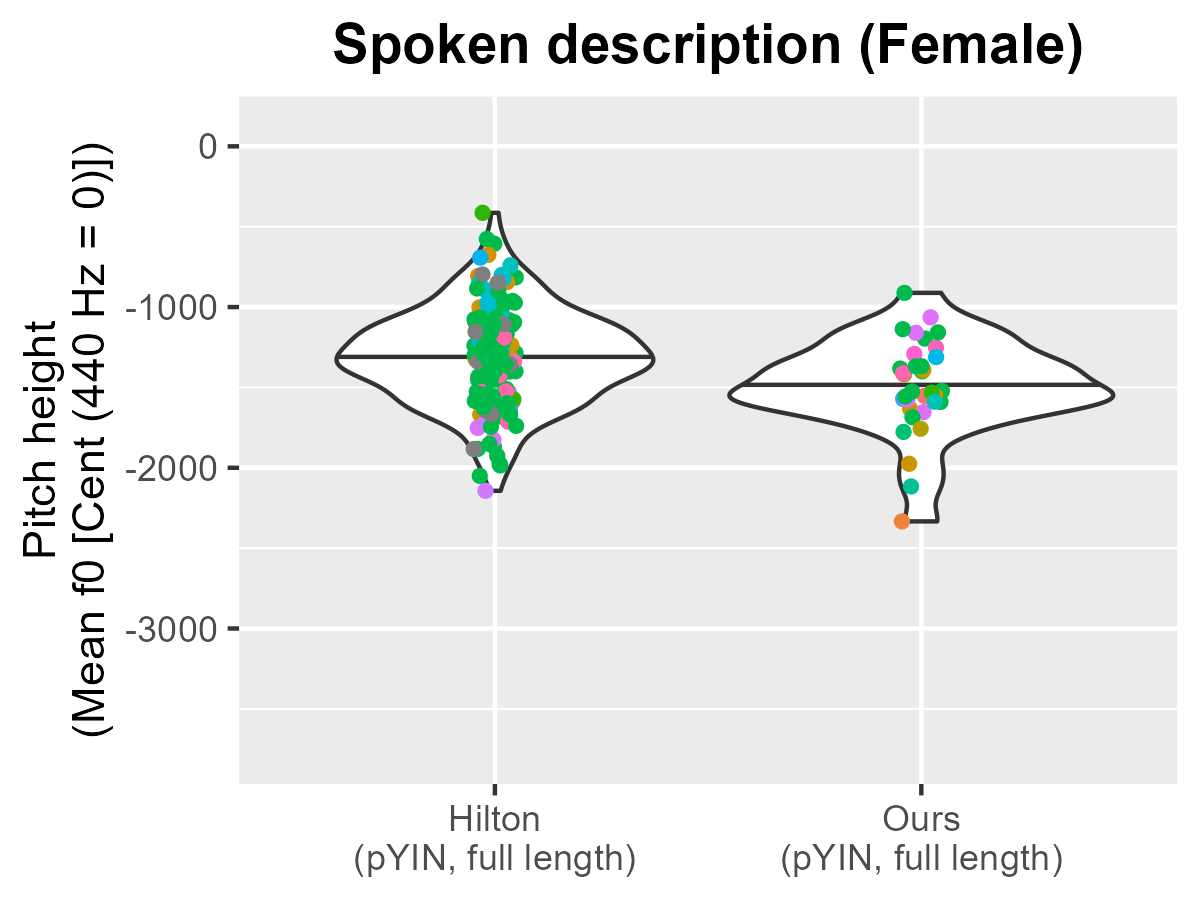 Spoken description (Female)
Pitch height
(Mean f0 [Cent (440 Hz = 0)])
0
-1000
-2000
-3000
Hilton
(pYIN, full length)
Ours
(pYIN, full length)